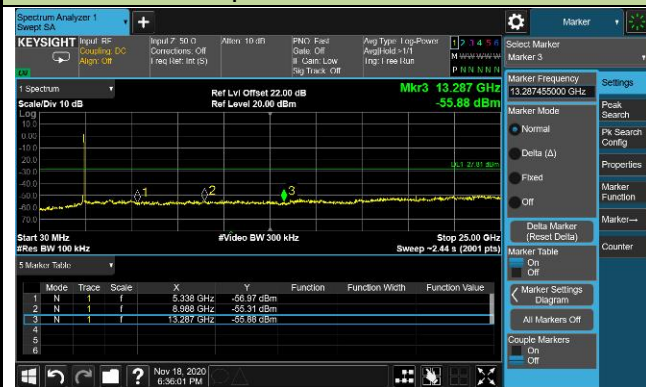 Spectrum Analyzer 1
Swept SA
+
Marker
KEYSIGHT
Input: RF
Coupling: DC
Align: Off
Input Z: 50 Ω
Corrections: Off
Freq Ref: Int (S)
Atten: 10 dB
PNO: Fast
Gate: Off
IF Gain: Low
Sig Track: Off
Avg Type: Log-Power
Avg|Hold >1/1
Trig: Free Run
1 2 3 4 5 6
M W W W W W
P N N N N N
Select Marker
Marker 3
1 Spectrum
Scale/Div 10 dB
Ref Lvl Offset 22.00 dB
Ref Level 20.00 dBm
Mkr3 13.287 GHz
-55.88 dBm
Log
10.0
0.00
-10.0
-20.0
-30.0
-40.0
-50.0
-60.0
70.0
1
2
3
Start 30 MHz
#Res BW 100 kHz
#Video BW 300 kHz
Stop 25.00 GHz
Sweep ~2.44 s (2001 pts)
5 Marker Table
Mode Trace Scale X Y Function Function Width Function Value
1 N 1 f 5.338 GHz -56.97 dBm
2 N 1 f 8.988 GHz -55.31 dBm
3 N 1 f 13.287 GHz -55.88 dBm
4
5
6
Marker Frequency
13.287455000 GHz
Marker Mode
Normal
Delta (Δ)
Fixed
Off
Delta Marker
(Reset Delta)
Marker Table
On
Off
Marker Settings
Diagram
All Markers Off
Couple Markers
On
Off
Settings
Peak
Search
Pk Search
Config
Properties
Marker
Function
Marker→
Counter
?
Nov 18, 2020
6:36:01 PM